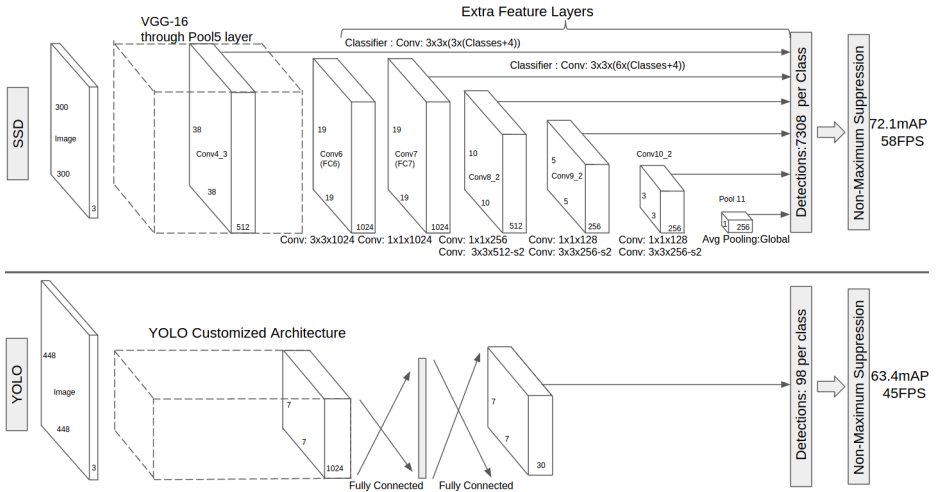 Extra Feature Layers
VGG-16
through Pool5 layer
Classifier : Conv: 3x3x(3x(Classes+4))
Classifier : Conv: 3x3x(6x(Classes+4))
SSD
300
Image
300
3
38
Conv4_3
38
512
19
Conv6
(FC6)
19
1024
19
Conv7
(FC7)
19
1024
10
Conv8_2
10
512
5
Conv9_2
5
256
Conv10_2
3
3
256
Pool 11
1
256
Conv: 3x3x1024
Conv: 1x1x1024
Conv: 1x1x256
Conv: 3x3x512-s2
Conv: 1x1x128
Conv: 3x3x256-s2
Conv: 1x1x128
Conv: 3x3x256-s2
Avg Pooling:Global
Detections:7308 per Class
Non-Maximum Suppression
72.1mAP
58FPS
YOLO
448
Image
448
3
YOLO Customized Architecture
7
7
1024
Fully Connected
Fully Connected
7
7
30
Detections: 98 per class
Non-Maximum Suppression
63.4mAP
45FPS